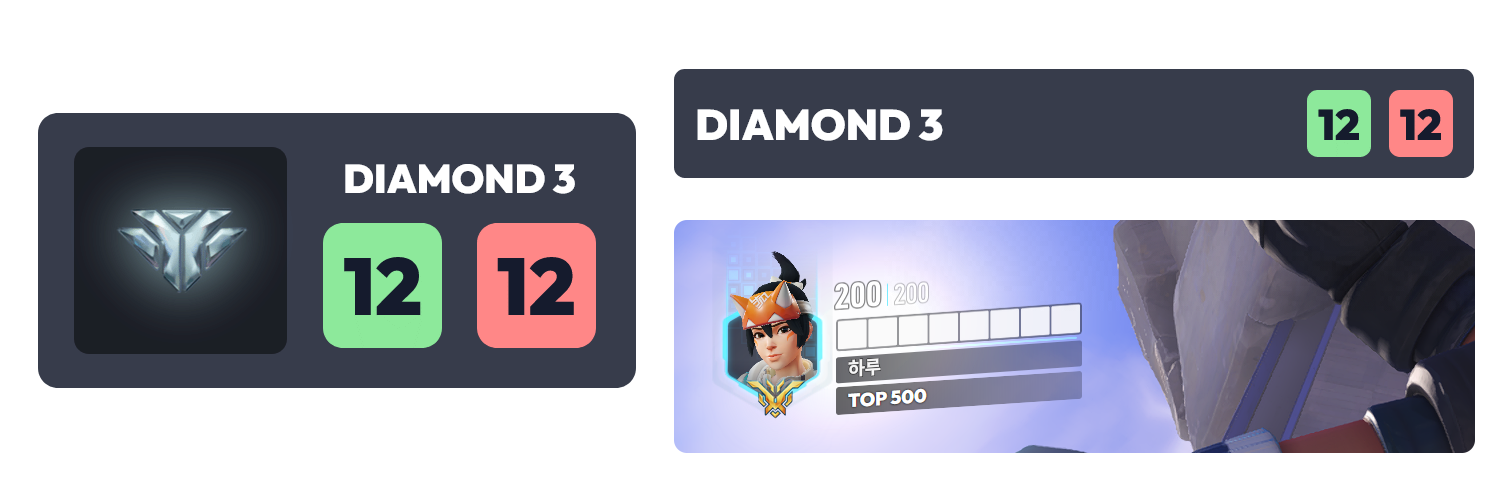 DIAMOND 3
12 12
DIAMOND 3 12 12
200 | 200
하루
TOP 500